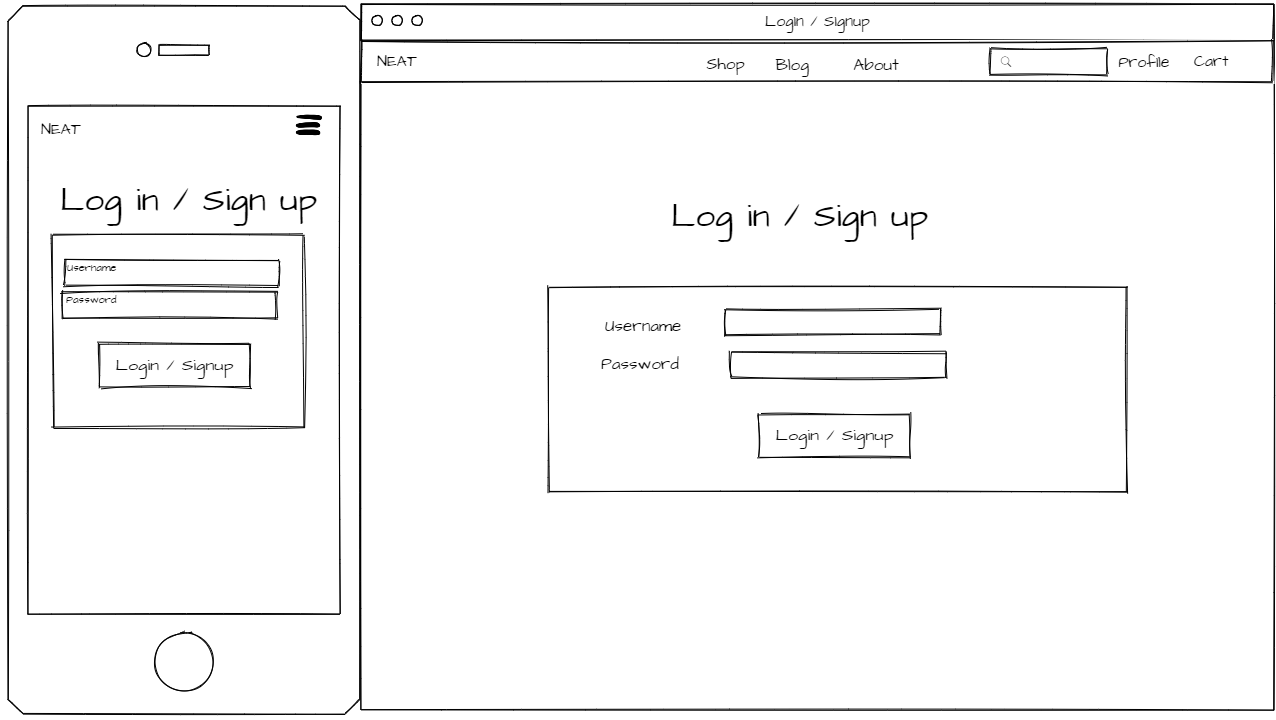 NEAT
Log in / Sign up
Username
Password
Login / Signup
Login / Signup
NEAT Shop Blog About Profile Cart
Log in / Sign up
Username
Password
Login / Signup